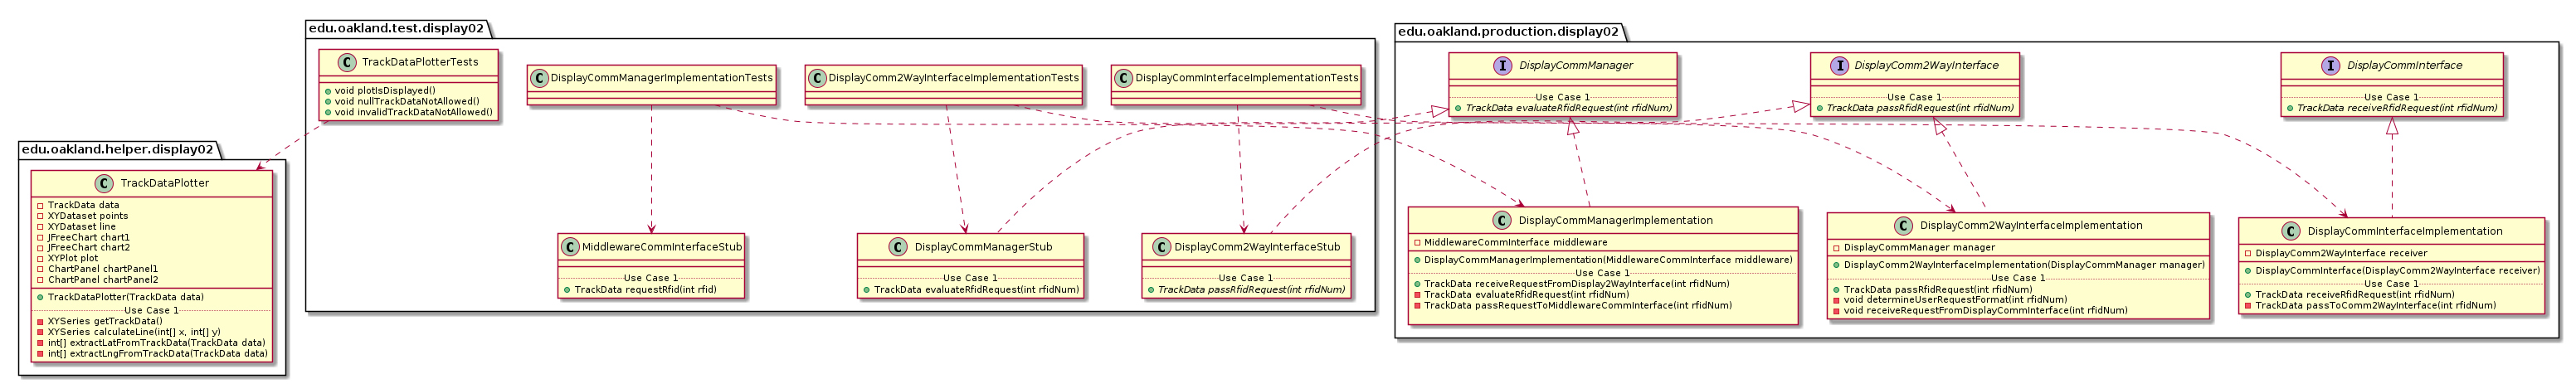 edu.oakland.test.display02
C TrackDataPlotterTests
void plotIsDisplayed()
void nullTrackDataNotAllowed()
void invalidTrackDataNotAllowed()
C DisplayCommManagerImplementationTests
C DisplayComm2WayInterfaceImplementationTests
C DisplayCommInterfaceImplementationTests
C MiddlewareCommInterfaceStub
Use Case 1
TrackData requestRfid(int rfid)
C DisplayCommManagerStub
Use Case 1
TrackData evaluateRfidRequest(int rfidNum)
C DisplayComm2WayInterfaceStub
Use Case 1
TrackData passRfidRequest(int rfidNum)
edu.oakland.production.display02
I DisplayCommManager
Use Case 1
TrackData evaluateRfidRequest(int rfidNum)
I DisplayComm2WayInterface
Use Case 1
TrackData passRfidRequest(int rfidNum)
I DisplayCommInterface
Use Case 1
TrackData receiveRfidRequest(int rfidNum)
C DisplayCommManagerImplementation
MiddlewareCommInterface middleware
DisplayCommManagerImplementation(MiddlewareCommInterface middleware)
Use Case 1
TrackData receiveRequestFromDisplay2WayInterface(int rfidNum)
TrackData evaluateRfidRequest(int rfidNum)
TrackData passRequestToMiddlewareCommInterface(int rfidNum)
C DisplayComm2WayInterfaceImplementation
DisplayCommManager manager
DisplayComm2WayInterfaceImplementation(DisplayCommManager manager)
Use Case 1
TrackData passRfidRequest(int rfidNum)
void determineUserRequestFormat(int rfidNum)
void receiveRequestFromDisplayCommInterface(int rfidNum)
C DisplayCommInterfaceImplementation
DisplayComm2WayInterface receiver
DisplayCommInterface(DisplayComm2WayInterface receiver)
Use Case 1
TrackData receiveRfidRequest(int rfidNum)
TrackData passToComm2WayInterface(int rfidNum)
edu.oakland.helper.display02
C TrackDataPlotter
TrackData data
XYDataset points
XYDataset line
JFreeChart chart1
JFreeChart chart2
XYPlot plot
ChartPanel chartPanel1
ChartPanel chartPanel2
TrackDataPlotter(TrackData data)
Use Case 1
XYSeries getTrackData()
XYSeries calculateLine(int[] x, int[] y)
int[] extractLatFromTrackData(TrackData data)
int[] extractLngFromTrackData(TrackData data)